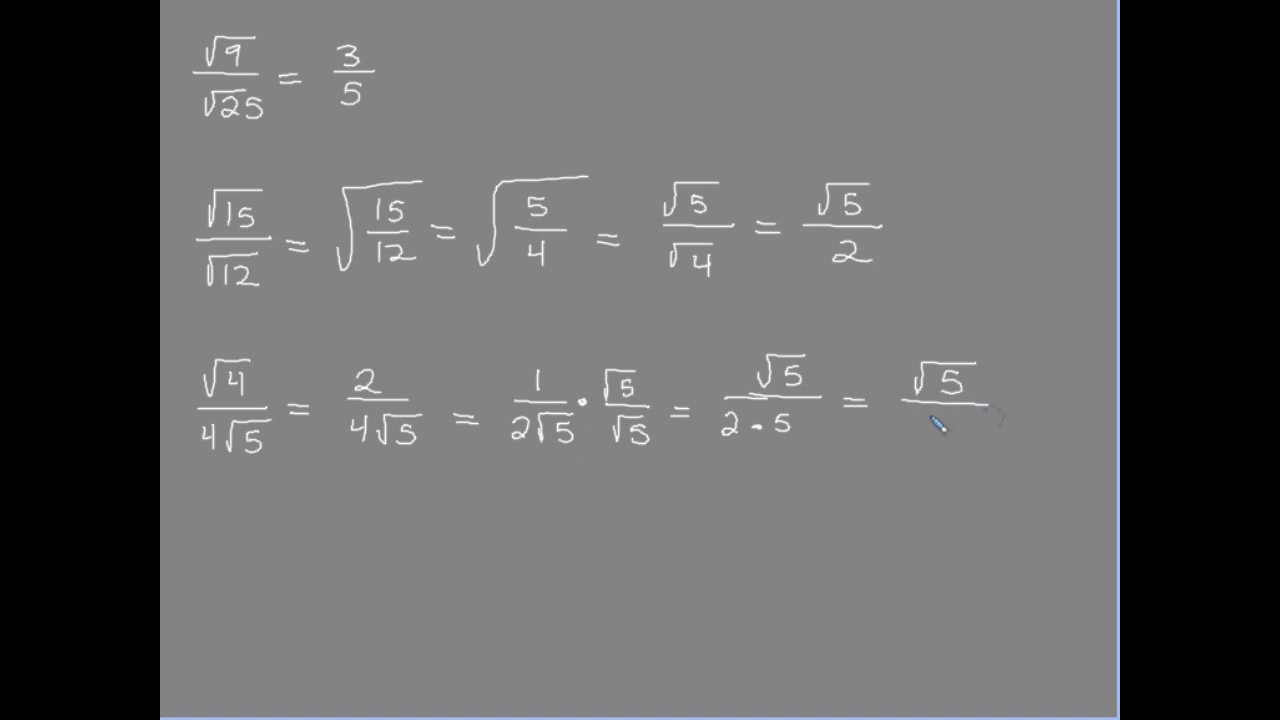 √9/√25 = 3/5
√15/√12 = √(15/12) = √(5/4) = √5/√4 = √5/2
√4/4√5 = 2/4√5 = 1/2√5 · √5/√5 = √5/2·5 = √5/